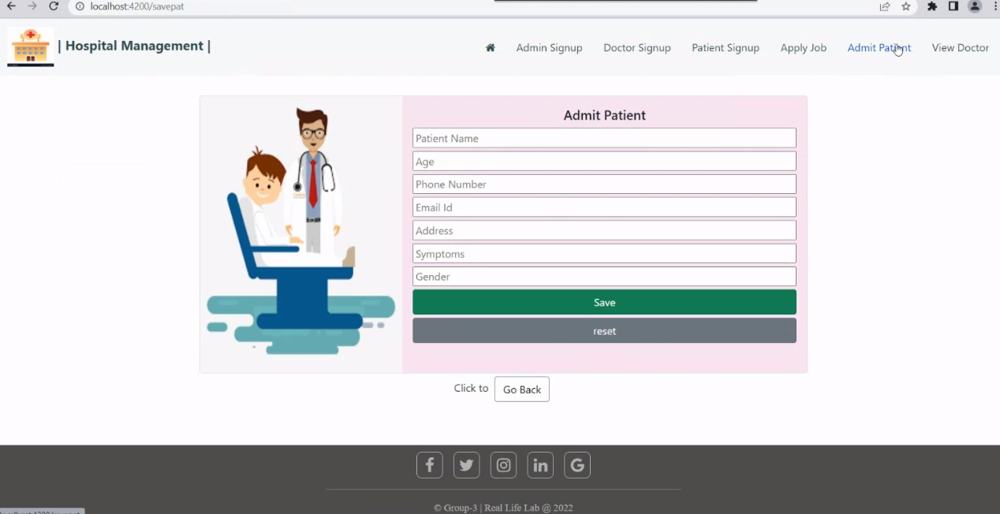 localhost:4200/savepat
| Hospital Management |
Admin Signup
Doctor Signup
Patient Signup
Apply Job
Admit Patient
View Doctor
Admit Patient
Patient Name
Age
Phone Number
Email Id
Address
Symptoms
Gender
Save
reset
Click to Go Back
© Group-3 | Real Life Lab @ 2022